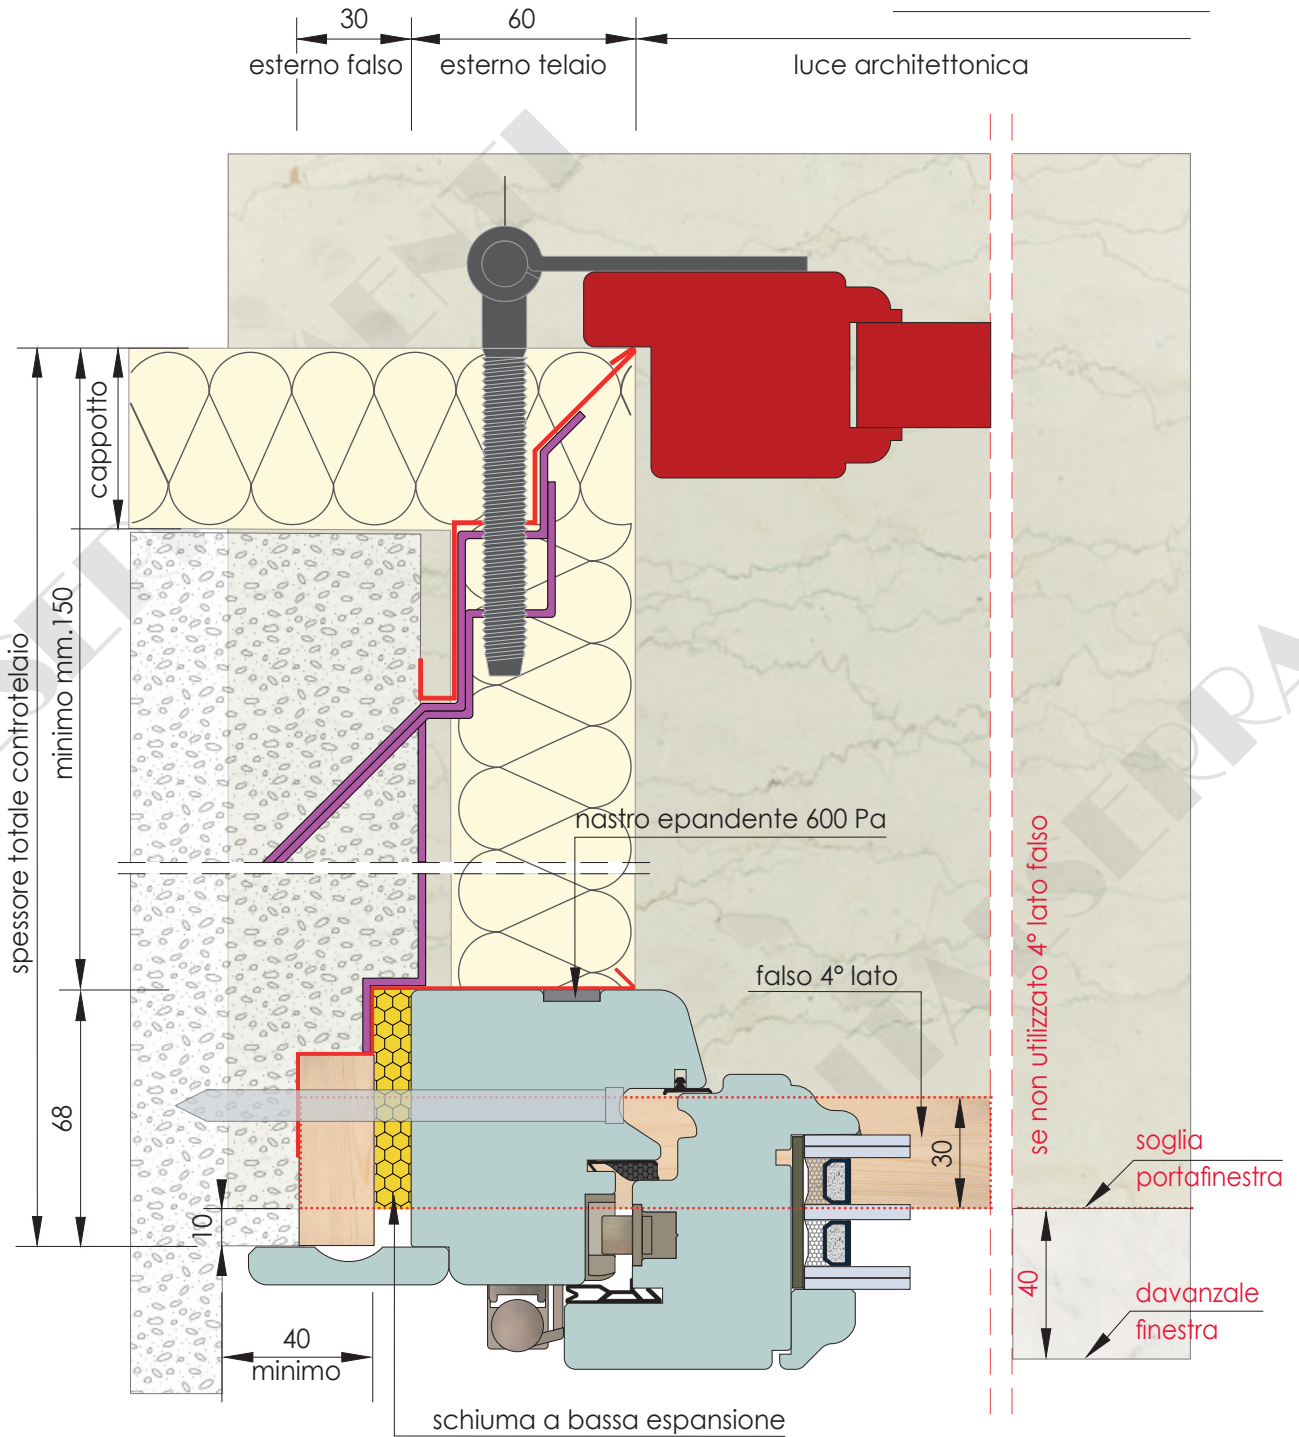 30
60
esterno falso
esterno telaio
luce architettonica
cappotto
minimo mm.150
spessore totale controtelaio
nastro epandente 600 Pa
se non utilizzato 4° lato falso
falso 4° lato
68
30
soglia
portafinestra
10
40
davanzale
finestra
40
minimo
schiuma a bassa espansione